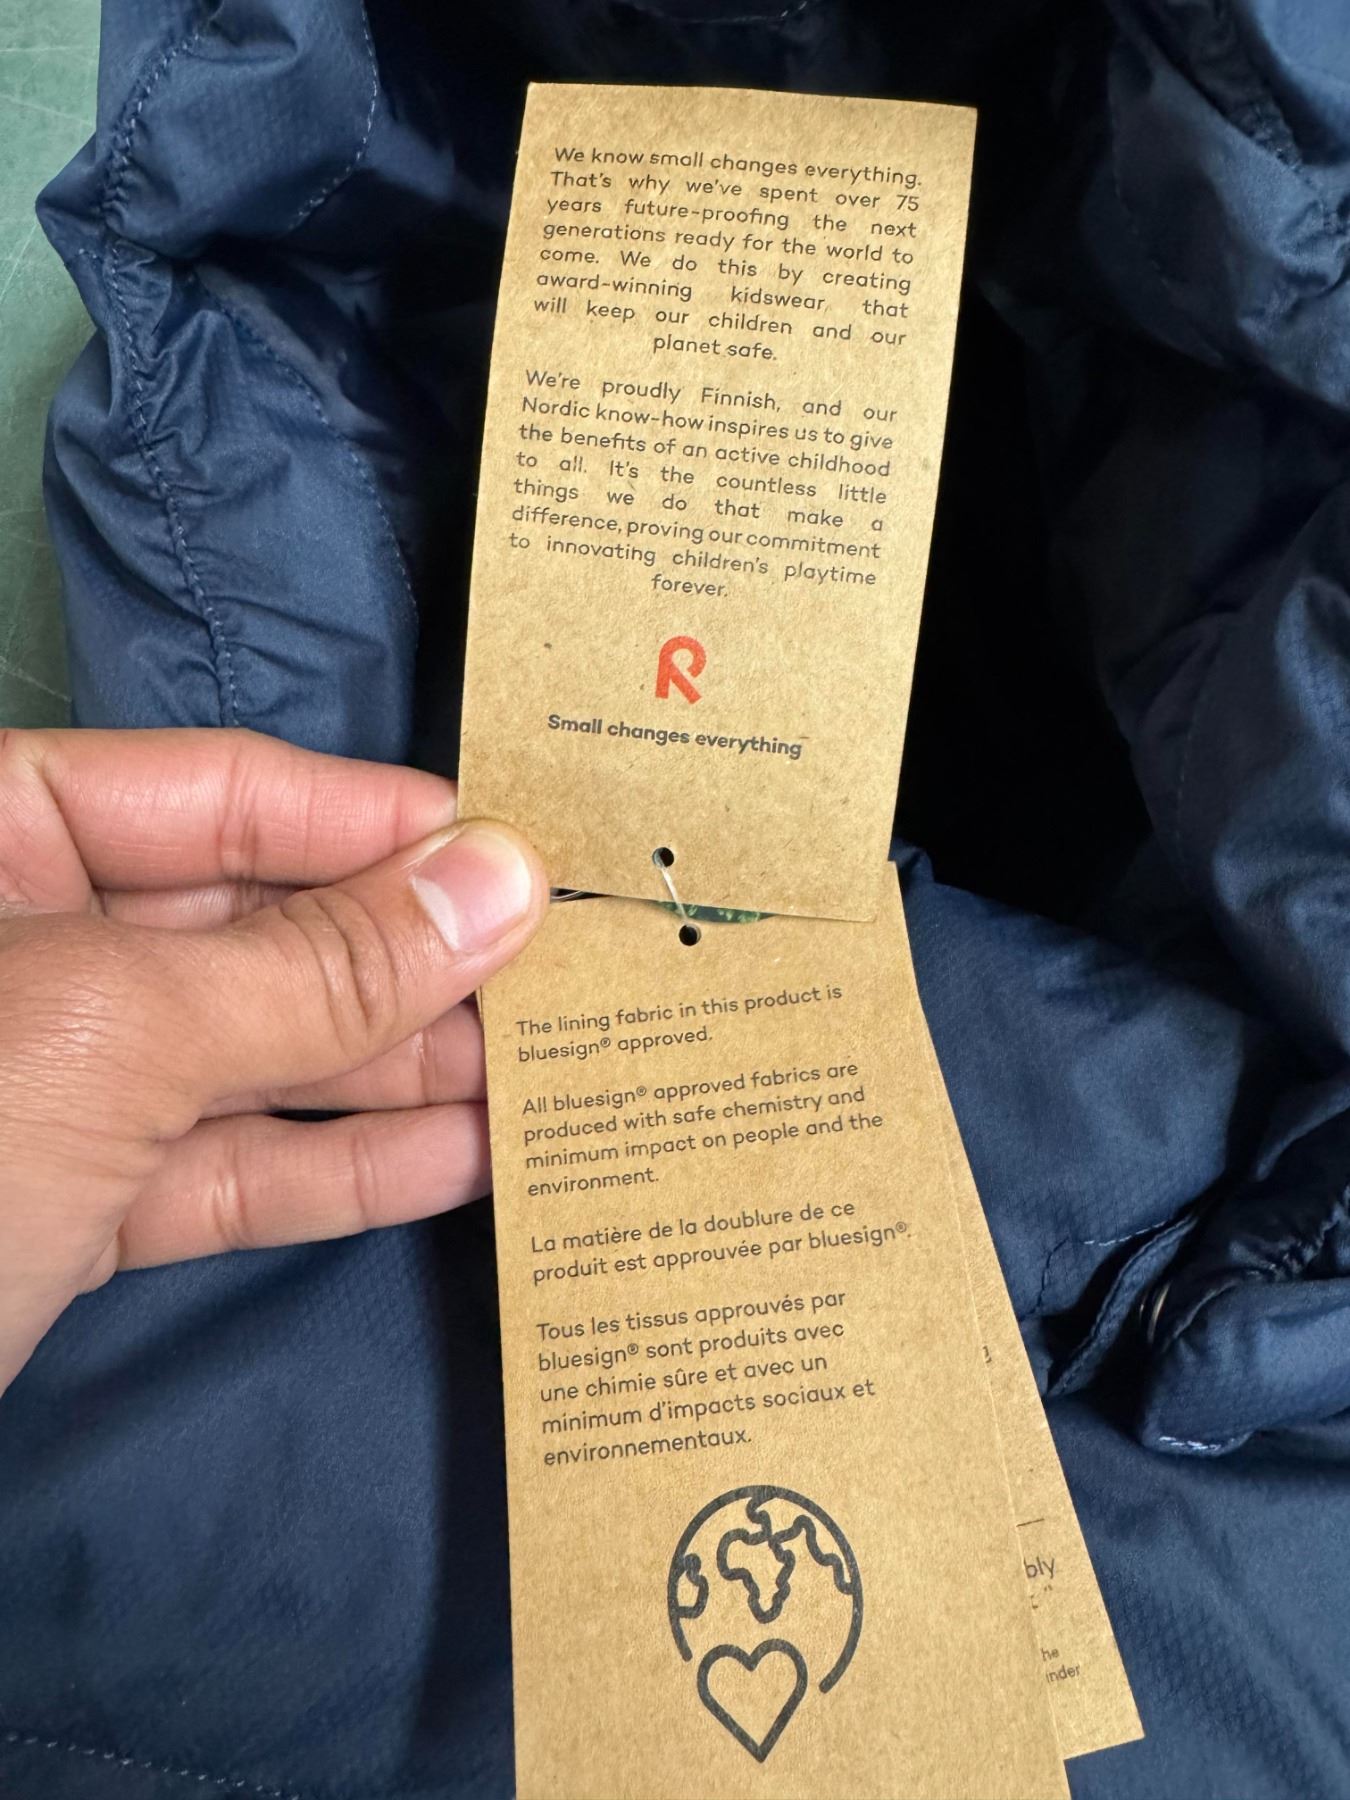 We know small changes everything.
That's why we've spent over 75
years future-proofing the next
generations ready for the world to
come. We do this by creating
award-winning kidswear, that
will keep our children and our
planet safe.
We're proudly Finnish, and our
Nordic know-how inspires us to give
the benefits of an active childhood
to all. It's the countless little
things we do that make a
difference, proving our commitment
to innovating children's playtime
forever.
R
Small changes everything
The lining fabric in this product is
bluesign® approved.
All bluesign® approved fabrics are
produced with safe chemistry and
minimum impact on people and the
environment.
La matière de la doublure de ce
produit est approuvée par bluesign®.
Tous les tissus approuvés par
bluesign® sont produits avec
une chimie sûre et avec un
minimum d'impacts sociaux et
environnementaux.
bly
he
nder